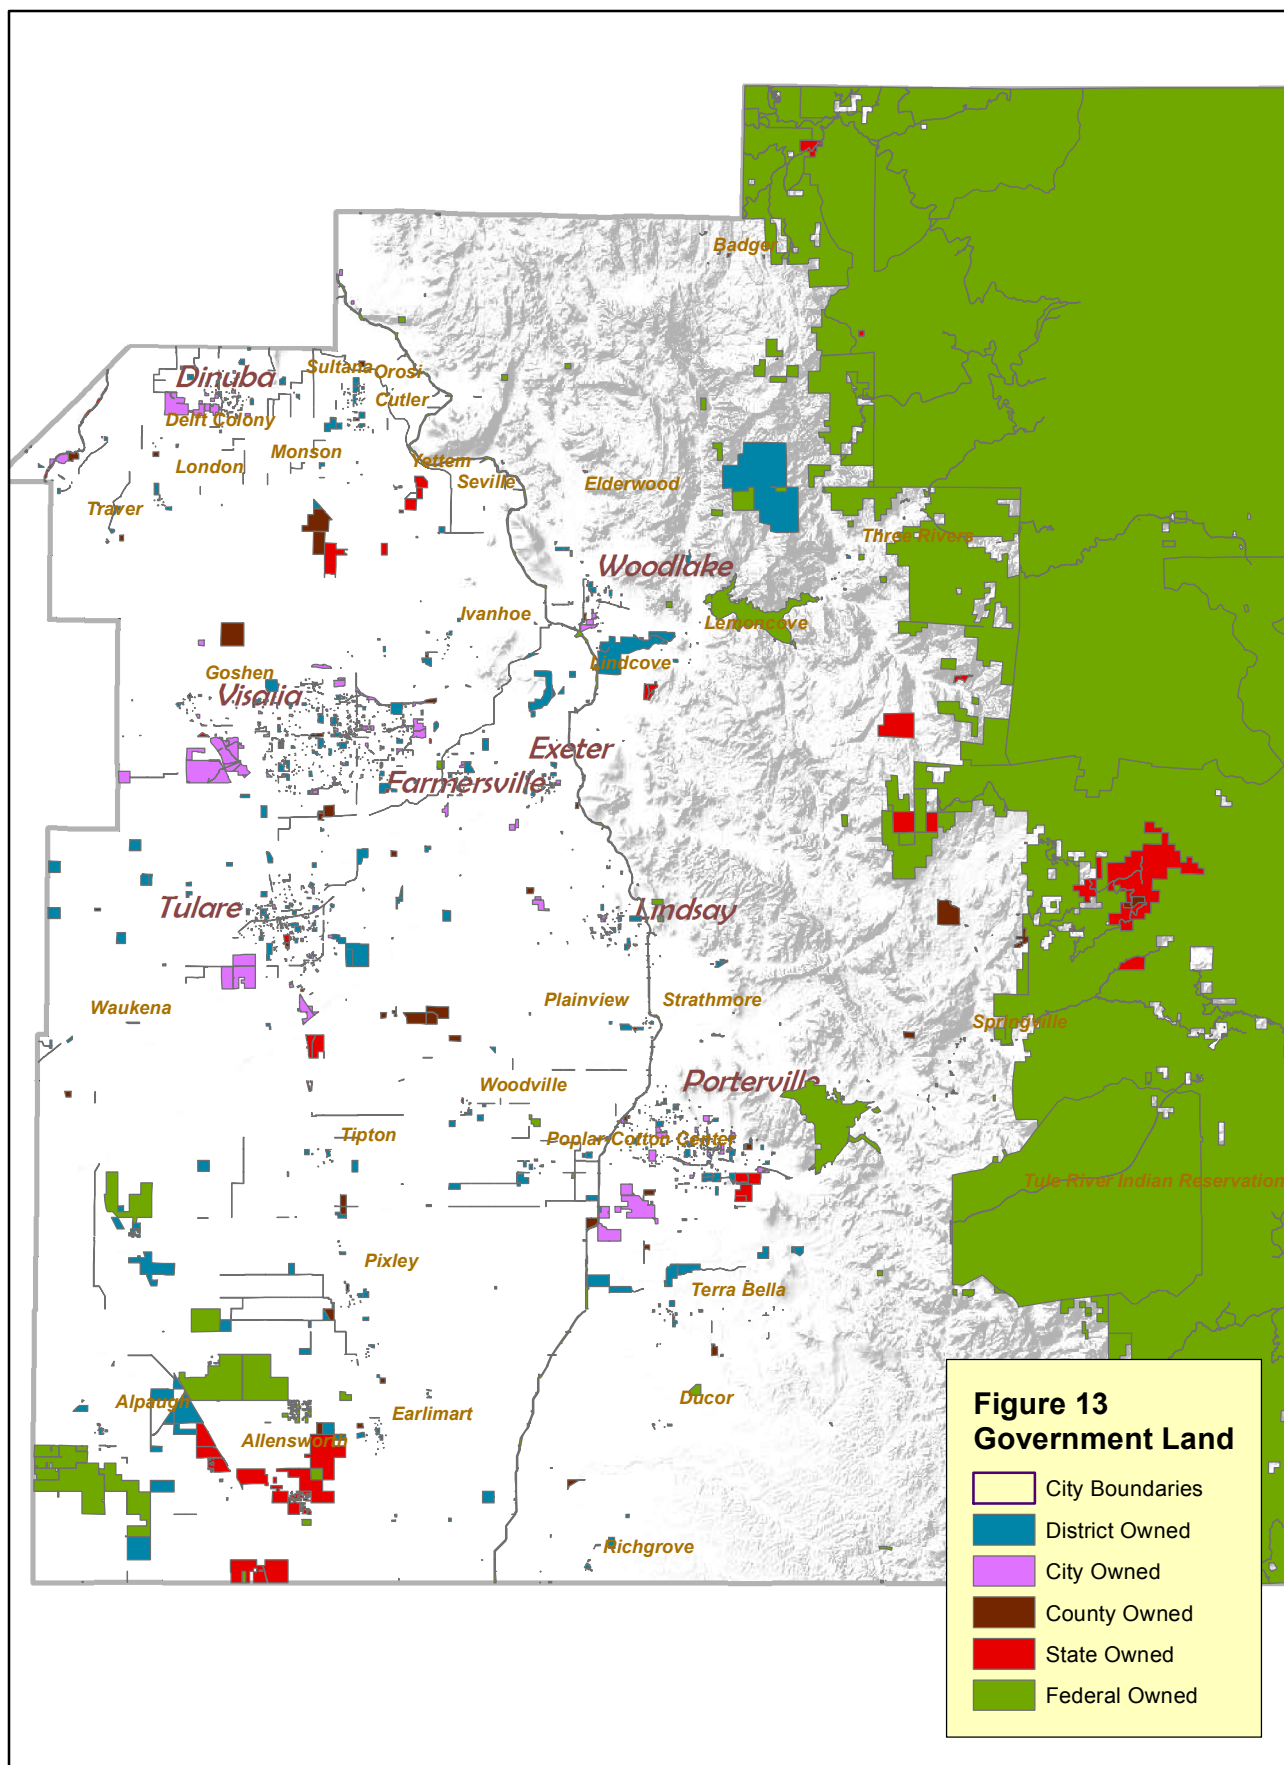 Badger
Sultana
Orosi
Dinuba
Cutler
Delft Colony
Monson
Yettem
London
Seville
Elderwood
Traver
Three Rivers
Woodlake
Ivanhoe
Lemoncove
Lindcove
Goshen
Visalia
Exeter
Farmersville
Tulare
Lindsay
Waukena
Plainview
Strathmore
Springville
Woodville
Porterville
Tipton
Poplar-Cotton Center
Tule River Indian Reservation
Pixley
Terra Bella
Alpaugh
Ducor
Earlimart
Allensworth
Richgrove
Figure 13
Government Land
City Boundaries
District Owned
City Owned
County Owned
State Owned
Federal Owned